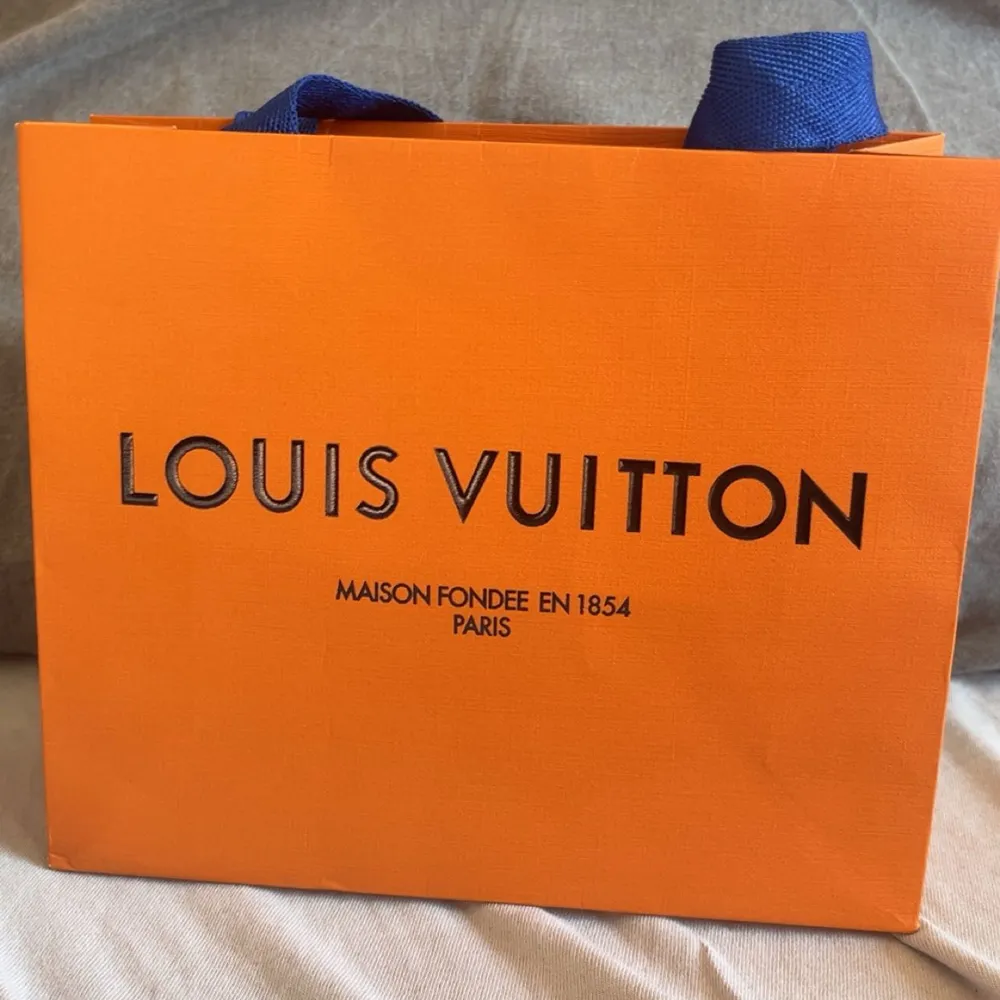 LOUIS VUITTON
MAISON FONDEE EN 1854
PARIS